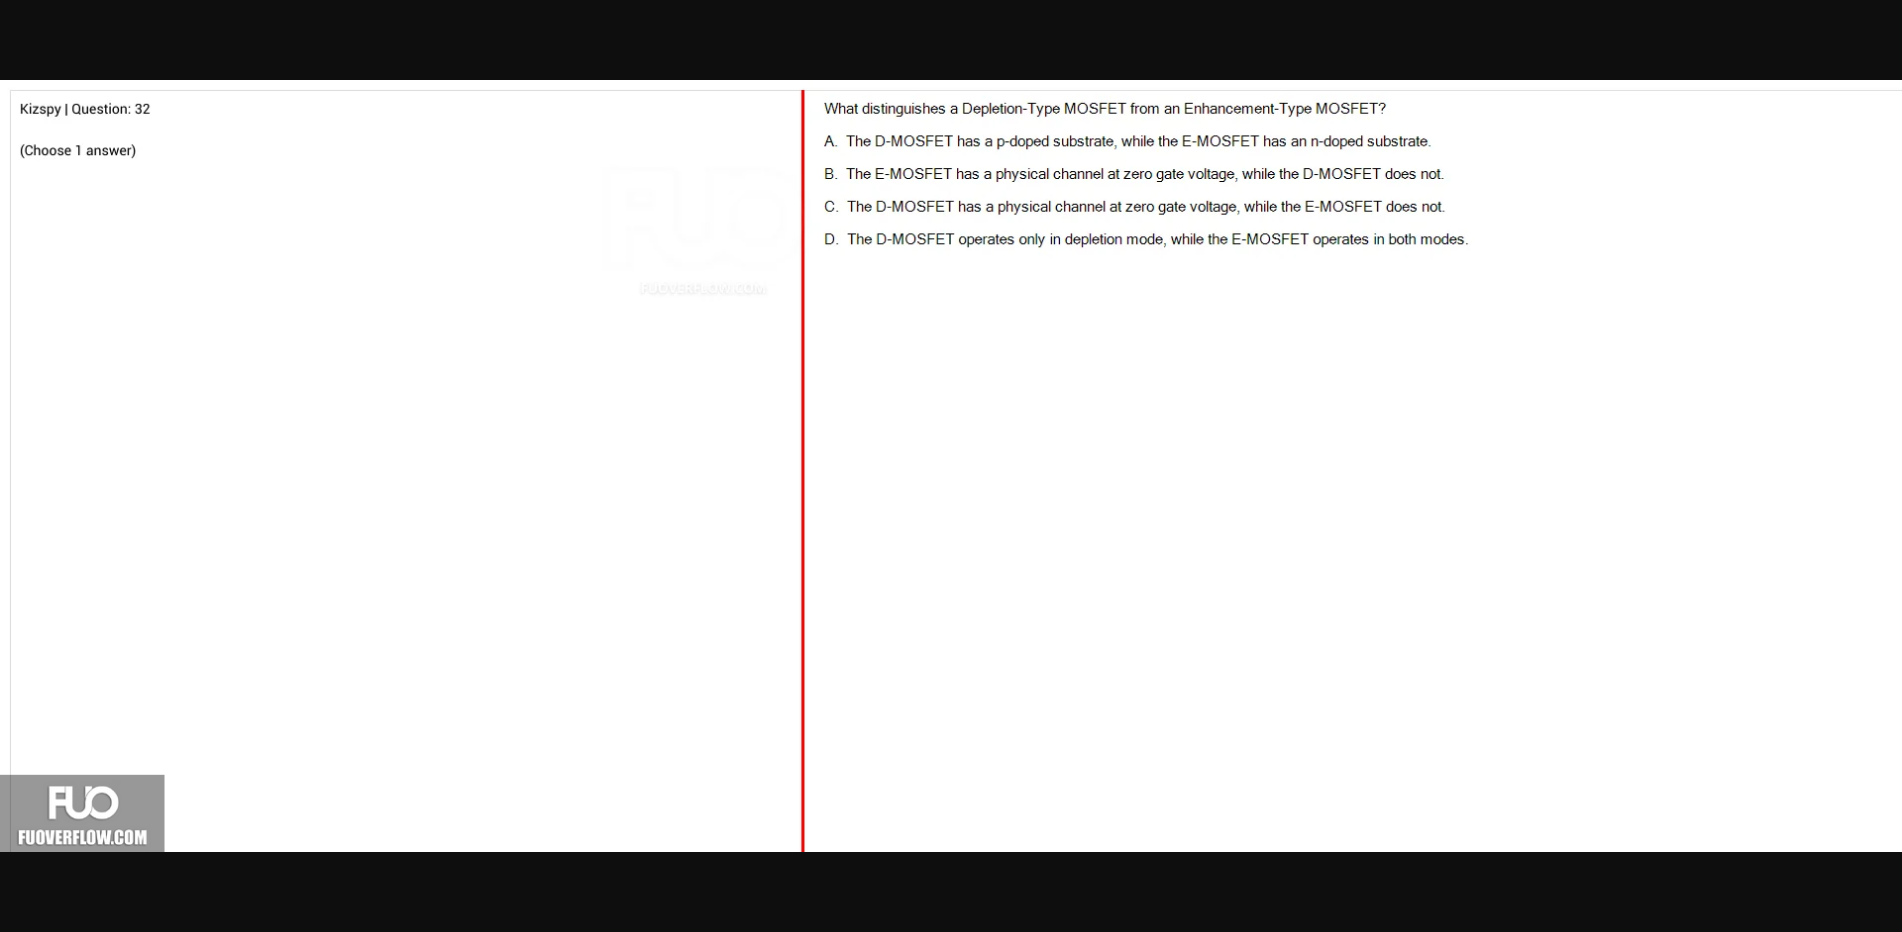 Kizspy | Question: 32
(Choose 1 answer)
What distinguishes a Depletion-Type MOSFET from an Enhancement-Type MOSFET?
A. The D-MOSFET has a p-doped substrate, while the E-MOSFET has an n-doped substrate.
B. The E-MOSFET has a physical channel at zero gate voltage, while the D-MOSFET does not.
C. The D-MOSFET has a physical channel at zero gate voltage, while the E-MOSFET does not.
D. The D-MOSFET operates only in depletion mode, while the E-MOSFET operates in both modes.
FUO
FUOVERFLOW.COM
FUO
FUOVERFLOW.COM